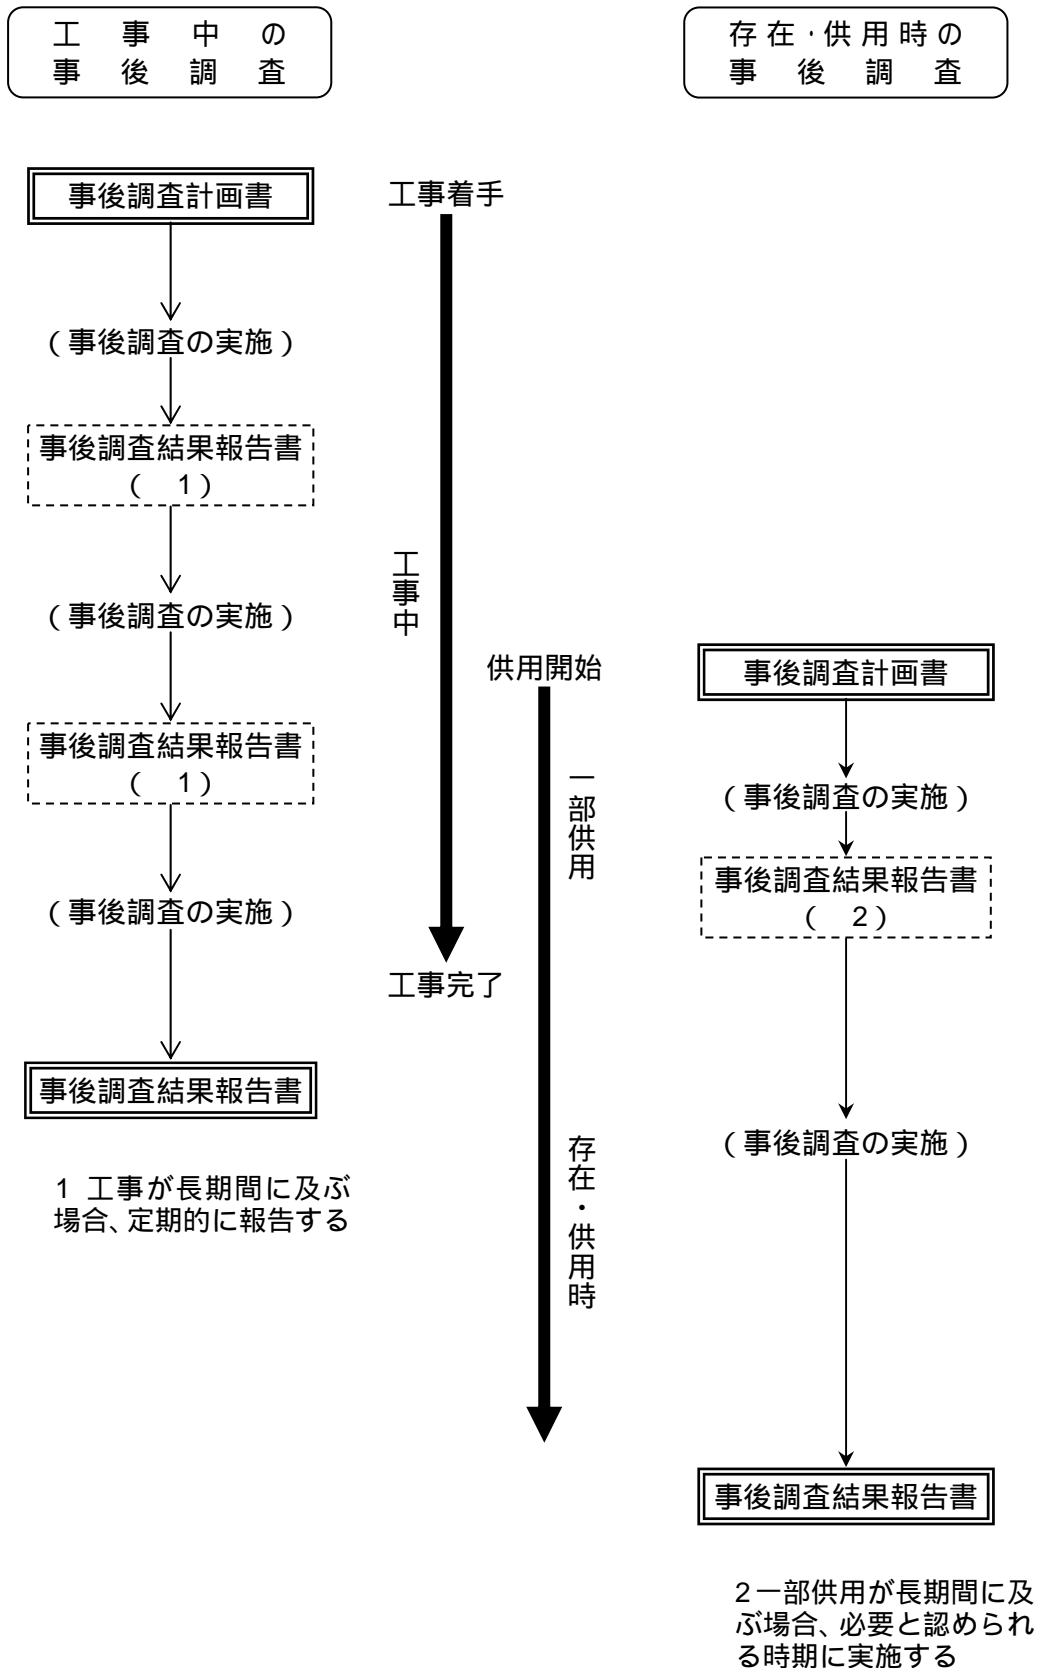 工事中の
事後調査
存在・供用時の
事後調査
事後調査計画書
(事後調査の実施)
事後調査結果報告書
( 1)
(事後調査の実施)
事後調査結果報告書
( 1)
(事後調査の実施)
事後調査結果報告書
1 工事が長期間に及ぶ
場合、定期的に報告する
工事着手
工事中
工事完了
供用開始
一部供用
存在・供用時
事後調査計画書
(事後調査の実施)
事後調査結果報告書
( 2)
(事後調査の実施)
事後調査結果報告書
2一部供用が長期間に及
ぶ場合、必要と認められ
る時期に実施する